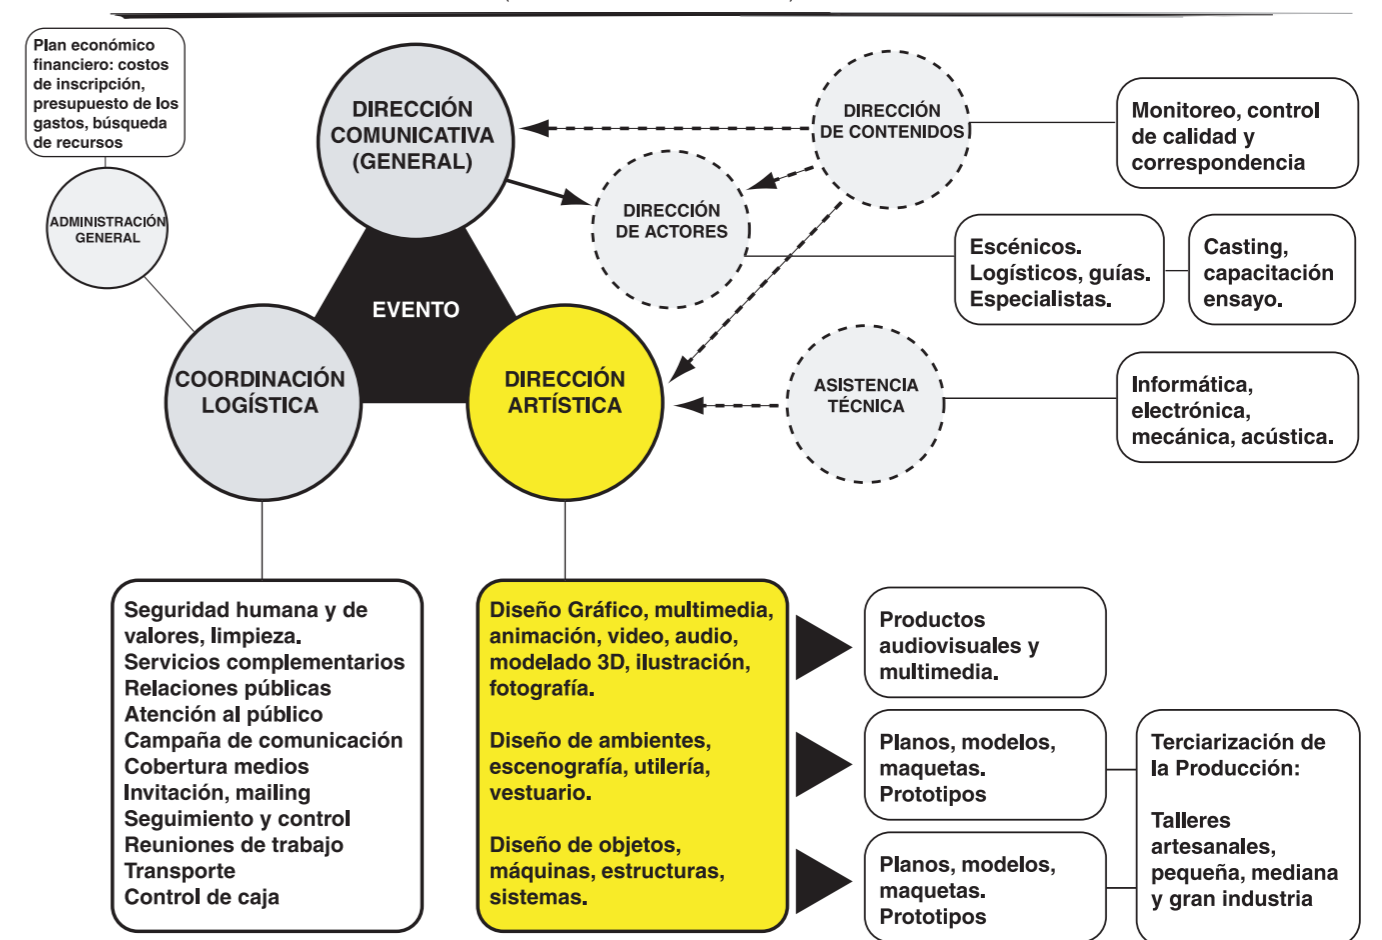 Plan económico
financiero: costos
de inscripción,
presupuesto de los
gastos, búsqueda
de recursos
ADMINISTRACIÓN
GENERAL
DIRECCIÓN
COMUNICATIVA
(GENERAL)
DIRECCIÓN
DE CONTENIDOS
Monitoreo, control
de calidad y
correspondencia
DIRECCIÓN
DE ACTORES
Escénicos.
Logísticos, guías.
Especialistas.
Casting,
capacitación
ensayo.
EVENTO
COORDINACIÓN
LOGÍSTICA
DIRECCIÓN
ARTÍSTICA
ASISTENCIA
TÉCNICA
Informática,
electrónica,
mecánica, acústica.
Seguridad humana y de
valores, limpieza.
Servicios complementarios
Relaciones públicas
Atención al público
Campaña de comunicación
Cobertura medios
Invitación, mailing
Seguimiento y control
Reuniones de trabajo
Transporte
Control de caja
Diseño Gráfico, multimedia,
animación, video, audio,
modelado 3D, ilustración,
fotografía.
Diseño de ambientes,
escenografía, utilería,
vestuario.
Diseño de objetos,
máquinas, estructuras,
sistemas.
Productos
audiovisuales y
multimedia.
Planos, modelos,
maquetas.
Prototipos
Planos, modelos,
maquetas.
Prototipos
Terciarización de
la Producción:
Talleres
artesanales,
pequeña, mediana
y gran industria